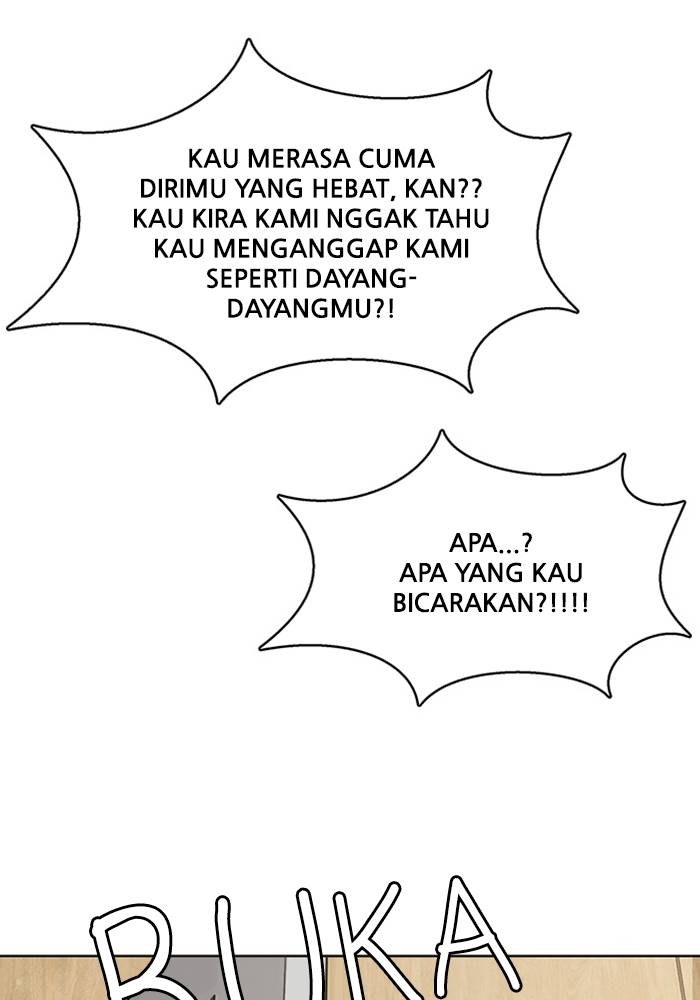 KAU MERASA CUMA
DIRIMU YANG HEBAT, KAN??
KAU KIRA KAMI NGGAK TAHU
KAU MENGANGGAP KAMI
SEPERTI DAYANG-
DAYANGMU?!
APA...?
APA YANG KAU
BICARAKAN?!!!!
BUKA